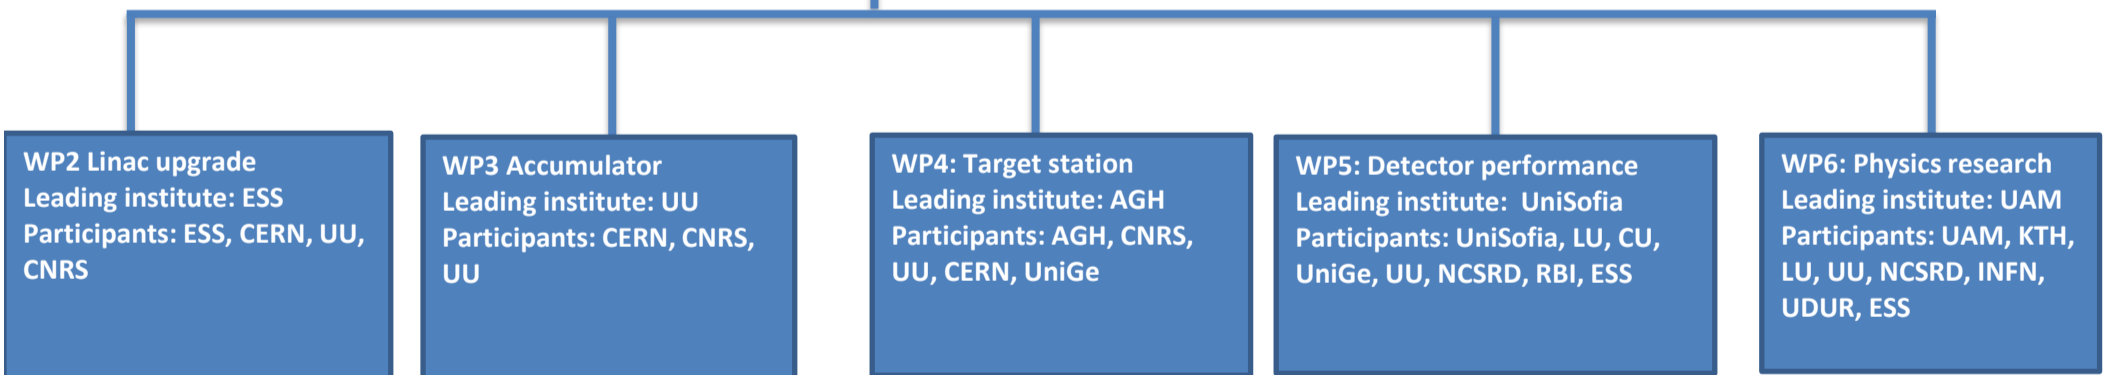 WP2 Linac upgrade
Leading institute: ESS
Participants: ESS, CERN, UU,
CNRS
WP3 Accumulator
Leading institute: UU
Participants: CERN, CNRS,
UU
WP4: Target station
Leading institute: AGH
Participants: AGH, CNRS,
UU, CERN, UniGe
WP5: Detector performance
Leading institute:  UniSofia
Participants: UniSofia, LU, CU,
UniGe, UU, NCSRD, RBI, ESS
WP6: Physics research
Leading institute: UAM
Participants: UAM, KTH,
LU, UU, NCSRD, INFN,
UDUR, ESS